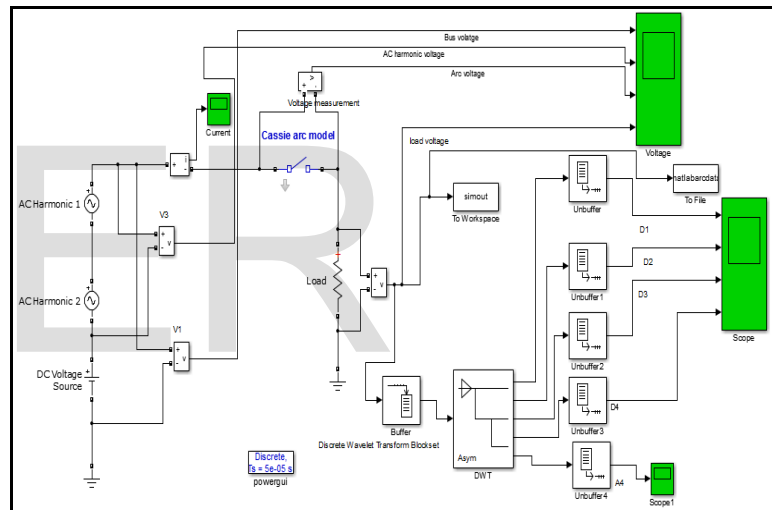 Bus volatge
AC harmonic voltage
Arc voltage
Voltage measurement
Current
Cassie arc model
load voltage
Voltage
AC Harmonic 1
V3
simout
To Workspace
Unbuffer
To File
D1
AC Harmonic 2
Load
Unbuffer1
D2
D3
V1
DC Voltage
Source
Unbuffer2
Scope
Buffer
Discrete Wavelet Transform Blockset
Asym
DWT
D4
Unbuffer3
Discrete,
Ts = 5e-05 s
powergui
Unbuffer4
A4
Scope1
ER